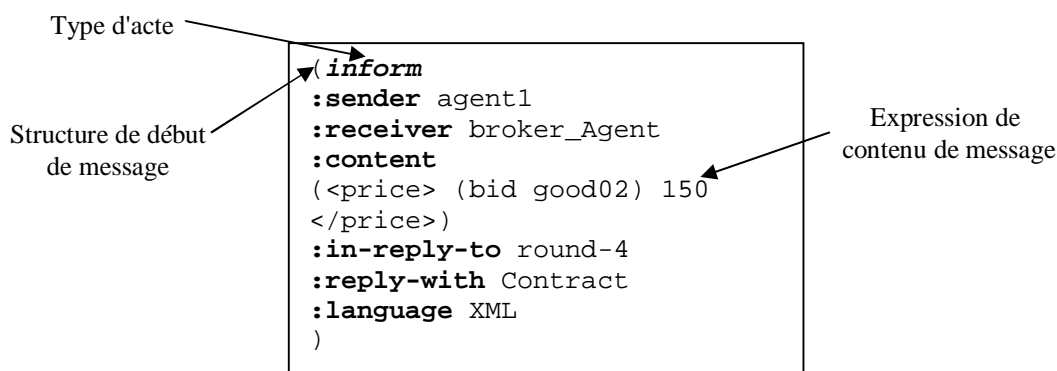 Type d'acte
(inform
:sender agent1
:receiver broker_Agent
:content
(<price> (bid good02) 150
</price>)
:in-reply-to round-4
:reply-with Contract
:language XML
)
Structure de début
de message
Expression de
contenu de message